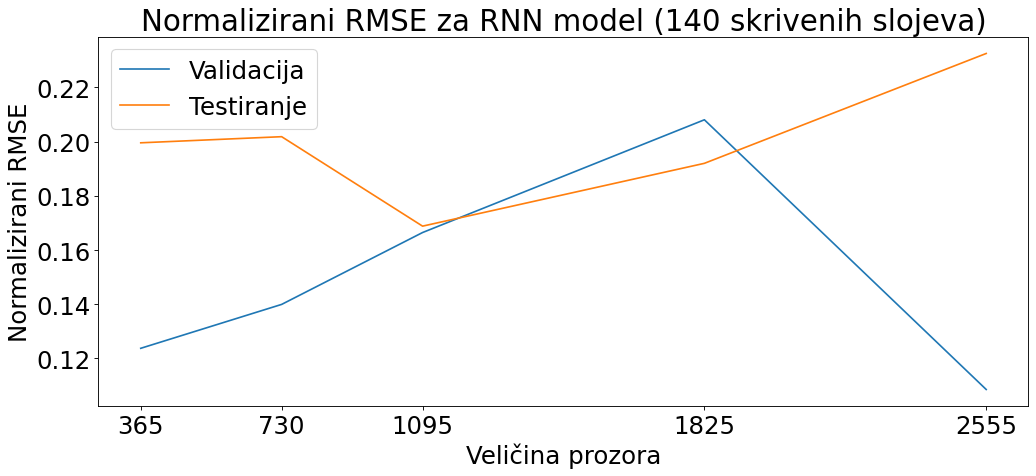 Normalizirani RMSE za RNN model (140 skrivenih slojeva)
Validacija
Testiranje
Normalizirani RMSE
0.22
0.20
0.18
0.16
0.14
0.12
365 730 1095 1825 2555
Veličina prozora